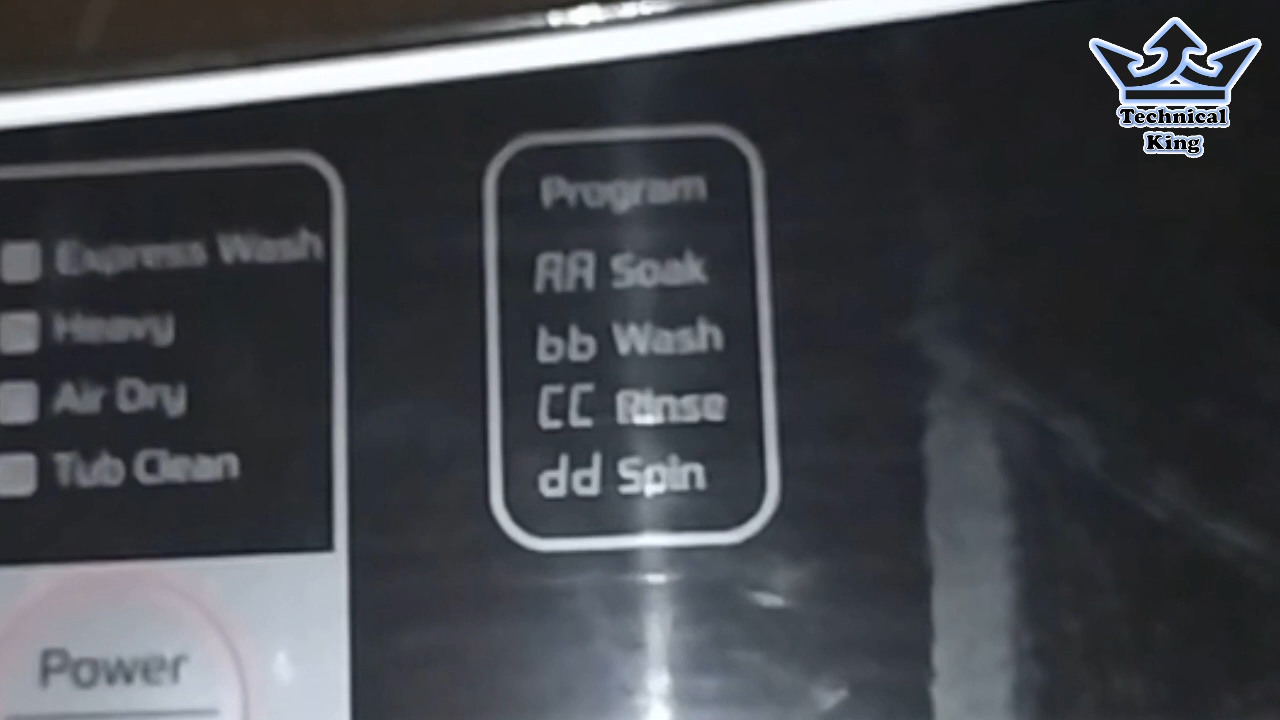 Technical
King
Express Wash
Heavy
Air Dry
Tub Clean
Power
Program
AA Soak
bb Wash
CC Rinse
dd Spin